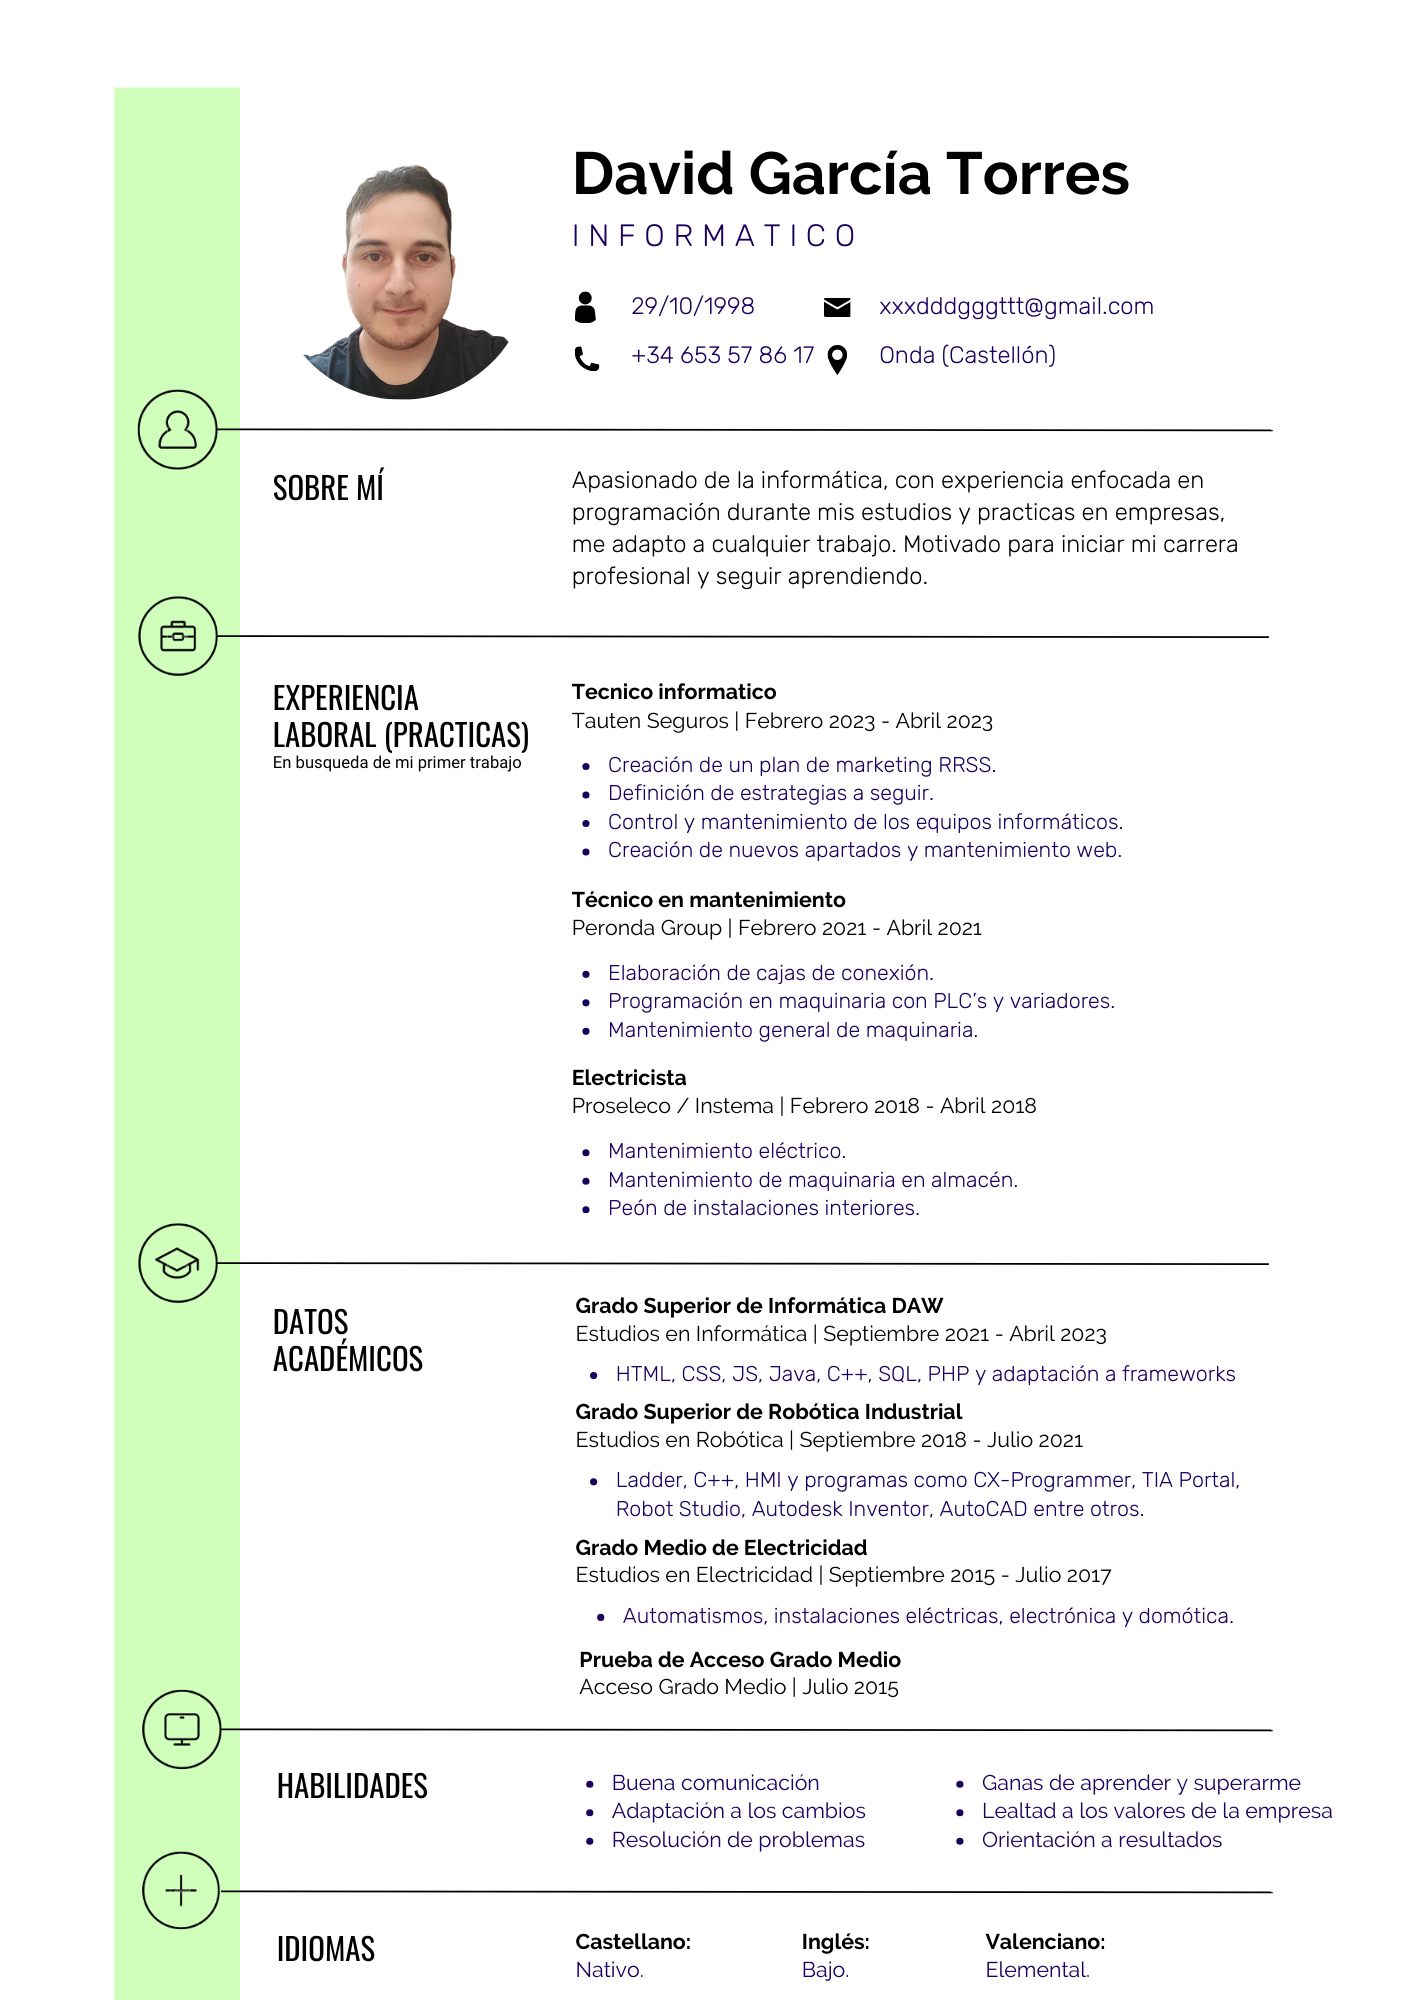 David García Torres
INFORMATICO
29/10/1998
xxxdddgggttt@gmail.com
+34 653 57 86 17
Onda (Castellón)
SOBRE MÍ
Apasionado de la informática, con experiencia enfocada en
programación durante mis estudios y practicas en empresas,
me adapto a cualquier trabajo. Motivado para iniciar mi carrera
profesional y seguir aprendiendo.
EXPERIENCIA
LABORAL (PRACTICAS)
En busqueda de mi primer trabajo
Tecnico informatico
Tauten Seguros | Febrero 2023 - Abril 2023
• Creación de un plan de marketing RRSS.
• Definición de estrategias a seguir.
• Control y mantenimiento de los equipos informáticos.
• Creación de nuevos apartados y mantenimiento web.
Técnico en mantenimiento
Peronda Group | Febrero 2021 - Abril 2021
• Elaboración de cajas de conexión.
• Programación en maquinaria con PLC's y variadores.
• Mantenimiento general de maquinaria.
Electricista
Proseleco / Instema | Febrero 2018 - Abril 2018
• Mantenimiento eléctrico.
• Mantenimiento de maquinaria en almacén.
• Peón de instalaciones interiores.
DATOS
ACADÉMICOS
Grado Superior de Informática DAW
Estudios en Informática | Septiembre 2021 - Abril 2023
• HTML, CSS, JS, Java, C++, SQL, PHP y adaptación a frameworks
Grado Superior de Robótica Industrial
Estudios en Robótica | Septiembre 2018 - Julio 2021
• Ladder, C++, HMI y programas como CX-Programmer, TIA Portal,
Robot Studio, Autodesk Inventor, AutoCAD entre otros.
Grado Medio de Electricidad
Estudios en Electricidad | Septiembre 2015 - Julio 2017
• Automatismos, instalaciones eléctricas, electrónica y domótica.
Prueba de Acceso Grado Medio
Acceso Grado Medio | Julio 2015
HABILIDADES
• Buena comunicación
• Adaptación a los cambios
• Resolución de problemas
• Ganas de aprender y superarme
• Lealtad a los valores de la empresa
• Orientación a resultados
IDIOMAS
Castellano:
Nativo.
Inglés:
Bajo.
Valenciano:
Elemental.